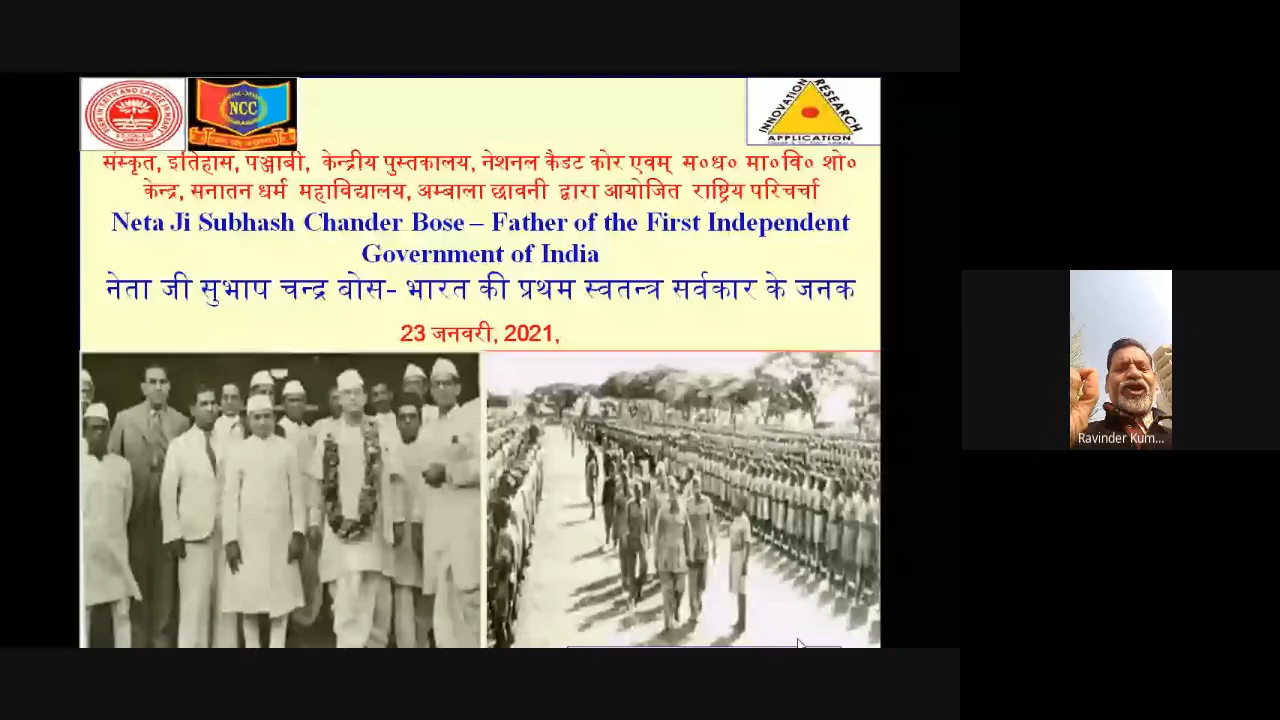 NCC
INNOVATION RESEARCH
APPLICATION
संस्कृत, इतिहास, पञ्जाबी, केन्द्रीय पुस्तकालय, नेशनल कैडट कोर एवम् स०ध० मा०वि० शो०
केन्द्र, सनातन धर्म महाविद्यालय, अम्बाला छावनी द्वारा आयोजित राष्ट्रिय परिचर्चा
Neta Ji Subhash Chander Bose – Father of the First Independent
Government of India
नेता जी सुभाष चन्द्र बोस- भारत की प्रथम स्वतन्त्र सर्वकार के जनक
23 जनवरी, 2021,
Ravinder Kum...